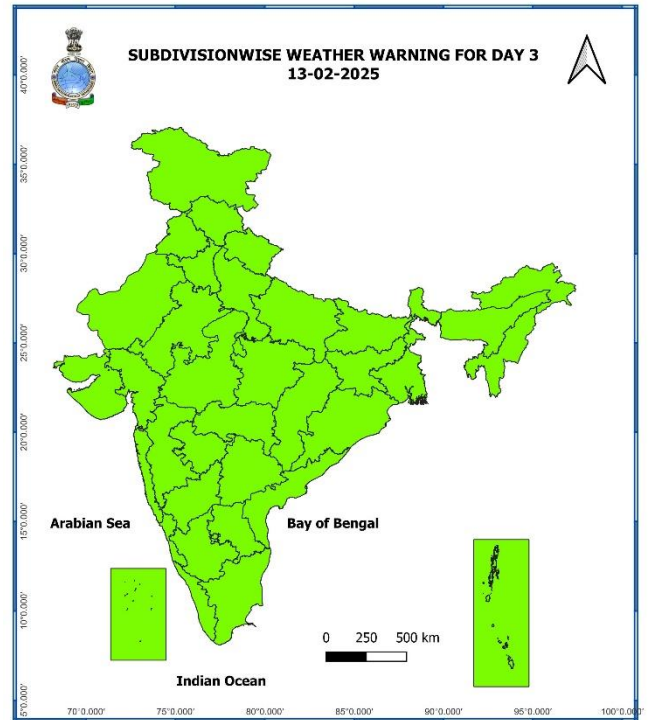 SUBDIVISIONWISE WEATHER WARNING FOR DAY 3
13-02-2025
40°0.000'
35°0.000'
30°0.000'
25°0.000'
20°0.000'
15°0.000'
10°0.000'
5°0.000'
Arabian Sea
Bay of Bengal
0 250 500 km
Indian Ocean
70°0.000' 75°0.000' 80°0.000' 85°0.000' 90°0.000' 95°0.000' 100°0.000'